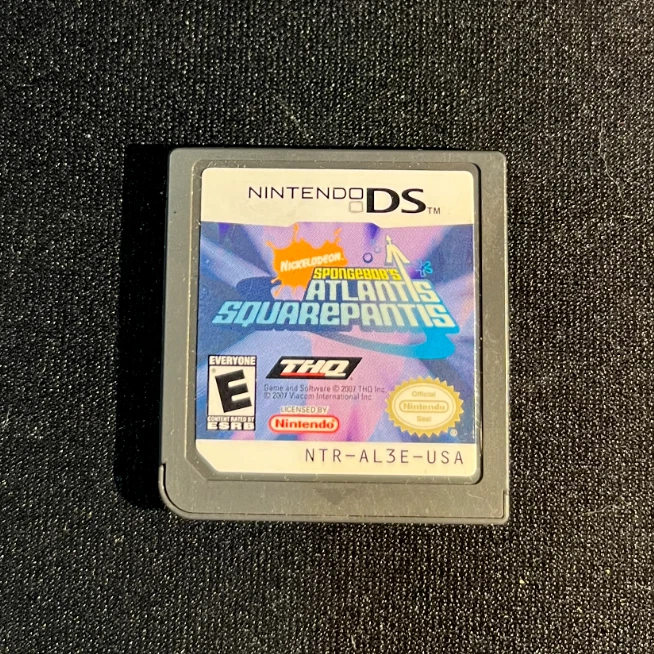 NINTENDO DS™
NICKELODEON
SPONGEBOB'S
ATLANTIS
SQUAREPANTIS
EVERYONE
E
CONTENT RATED BY
ESRB
THQ
Game and Software © 2007 THQ Inc.
© 2007 Viacom International Inc.
LICENSED BY
Nintendo®
Official
Nintendo
Seal
®
NTR-AL3E-USA